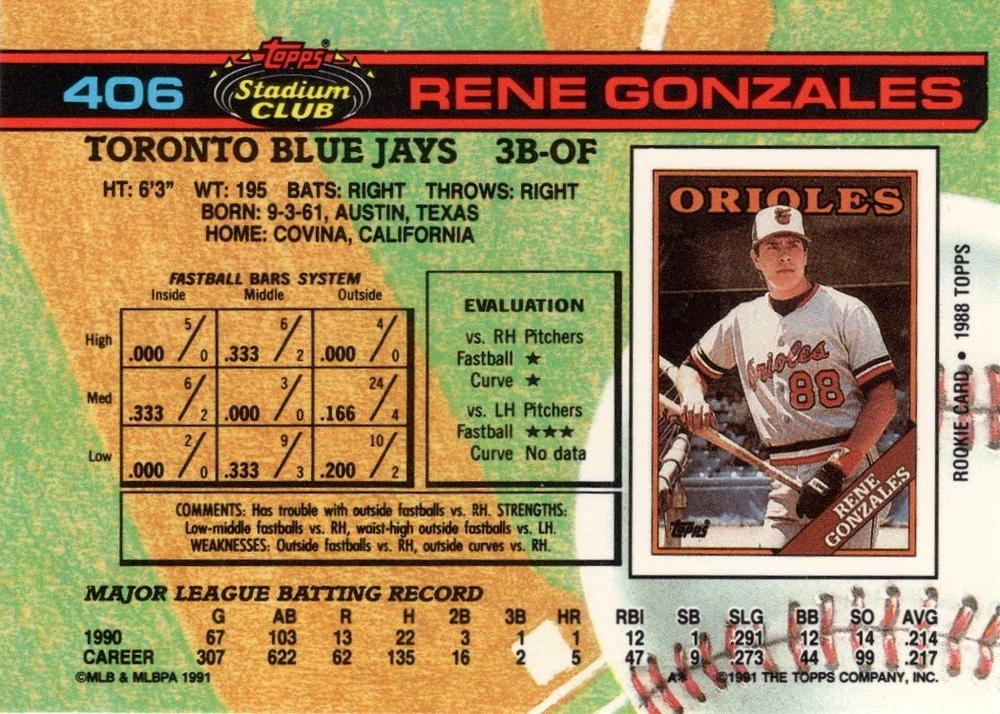 406 Topps® Stadium CLUB RENE GONZALES
TORONTO BLUE JAYS 3B-OF
HT: 6'3" WT: 195 BATS: RIGHT THROWS: RIGHT
BORN: 9-3-61, AUSTIN, TEXAS
HOME: COVINA, CALIFORNIA
FASTBALL BARS SYSTEM
Inside Middle Outside
High .000 5/0 .333 6/2 .000 4/0
Med .333 6/2 .000 3/0 .166 24/4
Low .000 2/0 .333 9/3 .200 10/2
EVALUATION
vs. RH Pitchers
Fastball ★
Curve ★
vs. LH Pitchers
Fastball ★★★
Curve No data
COMMENTS: Has trouble with outside fastballs vs. RH. STRENGTHS:
Low-middle fastballs vs. RH, waist-high outside fastballs vs. LH.
WEAKNESSES: Outside fastballs vs. RH, outside curves vs. RH.
ORIOLES
Orioles
88
RENE
GONZALES
Topps
ROOKIE CARD • 1988 TOPPS
MAJOR LEAGUE BATTING RECORD
G AB R H 2B 3B HR RBI SB SLG BB SO AVG
1990 67 103 13 22 3 1 1 12 1 .291 12 14 .214
CAREER 307 622 62 135 16 2 5 47 9 .273 44 99 .217
©MLB & MLBPA 1991 A* ©1991 THE TOPPS COMPANY, INC.